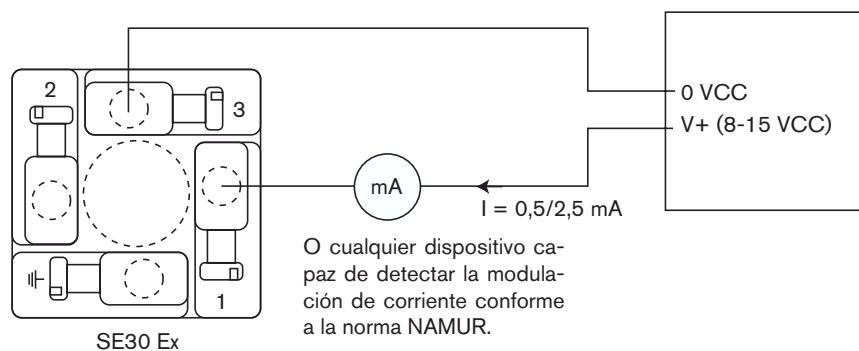 2
3
0 VCC
V+ (8-15 VCC)
mA
I = 0,5/2,5 mA
1
O cualquier dispositivo ca-
paz de detectar la modula-
ción de corriente conforme
a la norma NAMUR.
SE30 Ex